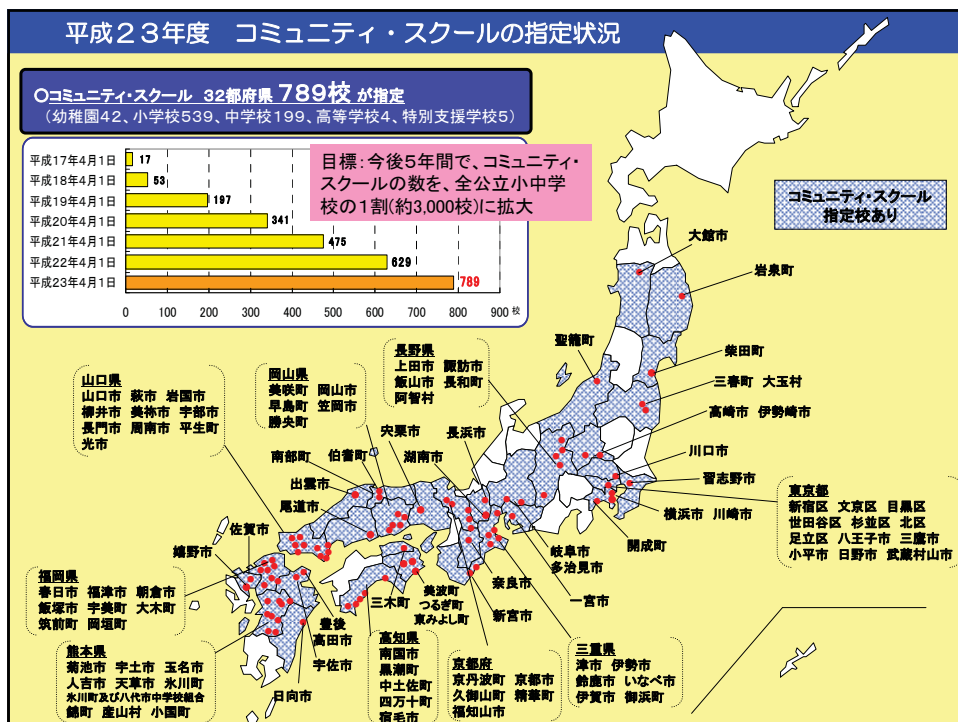 平成23年度 コミュニティ・スクールの指定状況
○コミュニティ・スクール 32都府県 789校 が指定
(幼稚園42、小学校539、中学校199、高等学校4、特別支援学校5)
平成17年4月1日 17
平成18年4月1日 53
平成19年4月1日 197
平成20年4月1日 341
平成21年4月1日 475
平成22年4月1日 629
平成23年4月1日 789
0 100 200 300 400 500 600 700 800 900 校
目標:今後5年間で、コミュニティ・
スクールの数を、全公立小中学
校の1割(約3,000校)に拡大
コミュニティ・スクール
指定校あり
大館市
岩泉町
聖籠町
柴田町
三春町 大玉村
高崎市 伊勢崎市
川口市
習志野市
東京都
新宿区 文京区 目黒区
世田谷区 杉並区 北区
足立区 八王子市 三鷹市
小平市 日野市 武蔵村山市
横浜市 川崎市
開成町
長野県
上田市 諏訪市
飯山市 長和町
阿智村
岡山県
美咲町 岡山市
早島町 笠岡市
勝央町
山口県
山口市 萩市 岩国市
柳井市 美祢市 宇部市
長門市 周南市 平生町
光市
宍粟市
長浜市
湖南市
伯耆町
南部町
出雲市
尾道市
佐賀市
嬉野市
岐阜市
多治見市
一宮市
奈良市
新宮市
三木町
美波町
つるぎ町
東みよし町
福岡県
春日市 福津市 朝倉市
飯塚市 宇美町 大木町
筑前町 岡垣町
豊後
高田市
宇佐市
日向市
熊本県
菊池市 宇土市 玉名市
人吉市 天草市 氷川町
氷川町及び八代市中学校組合
錦町 産山村 小国町
高知県
南国市
黒潮町
中土佐町
四万十町
宿毛市
京都府
京丹波町 京都市
久御山町 精華町
福知山市
三重県
津市 伊勢市
鈴鹿市 いなべ市
伊賀市 御浜町